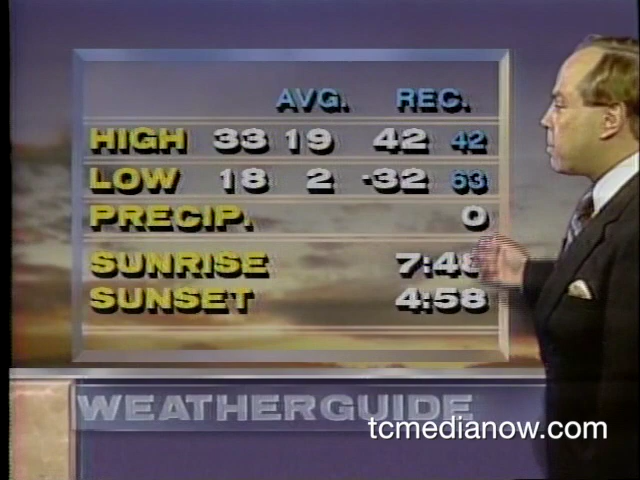 AVG. REC.
HIGH 33 19 42 42
LOW 18 2 -32 63
PRECIP. 0
SUNRISE 7:48
SUNSET 4:58
WEATHERGUIDE
tcmedianow.com